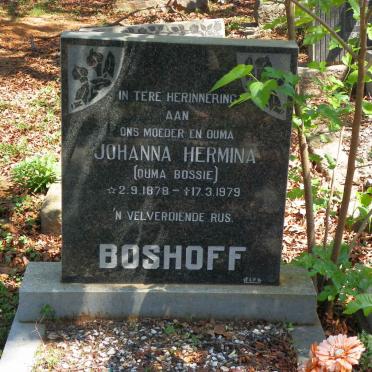 IN TERE HERINNERING
AAN
ONS MOEDER EN OUMA
JOHANNA HERMINA
(OUMA BOSSIE)
☆ 2.9.1878 – ✝17.3.1979
'N VELVERDIENDE RUS.
BOSHOFF